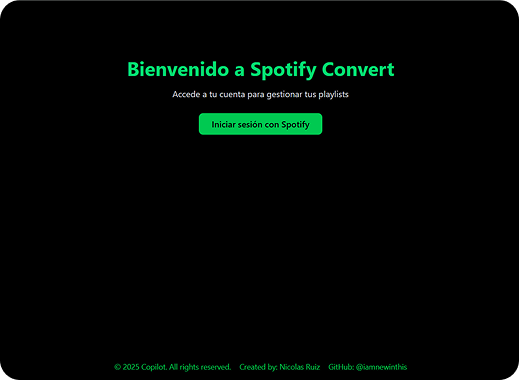 Bienvenido a Spotify Convert
Accede a tu cuenta para gestionar tus playlists
Iniciar sesión con Spotify
© 2025 Copilot. All rights reserved. Created by: Nicolas Ruiz GitHub: @iamnewinthis